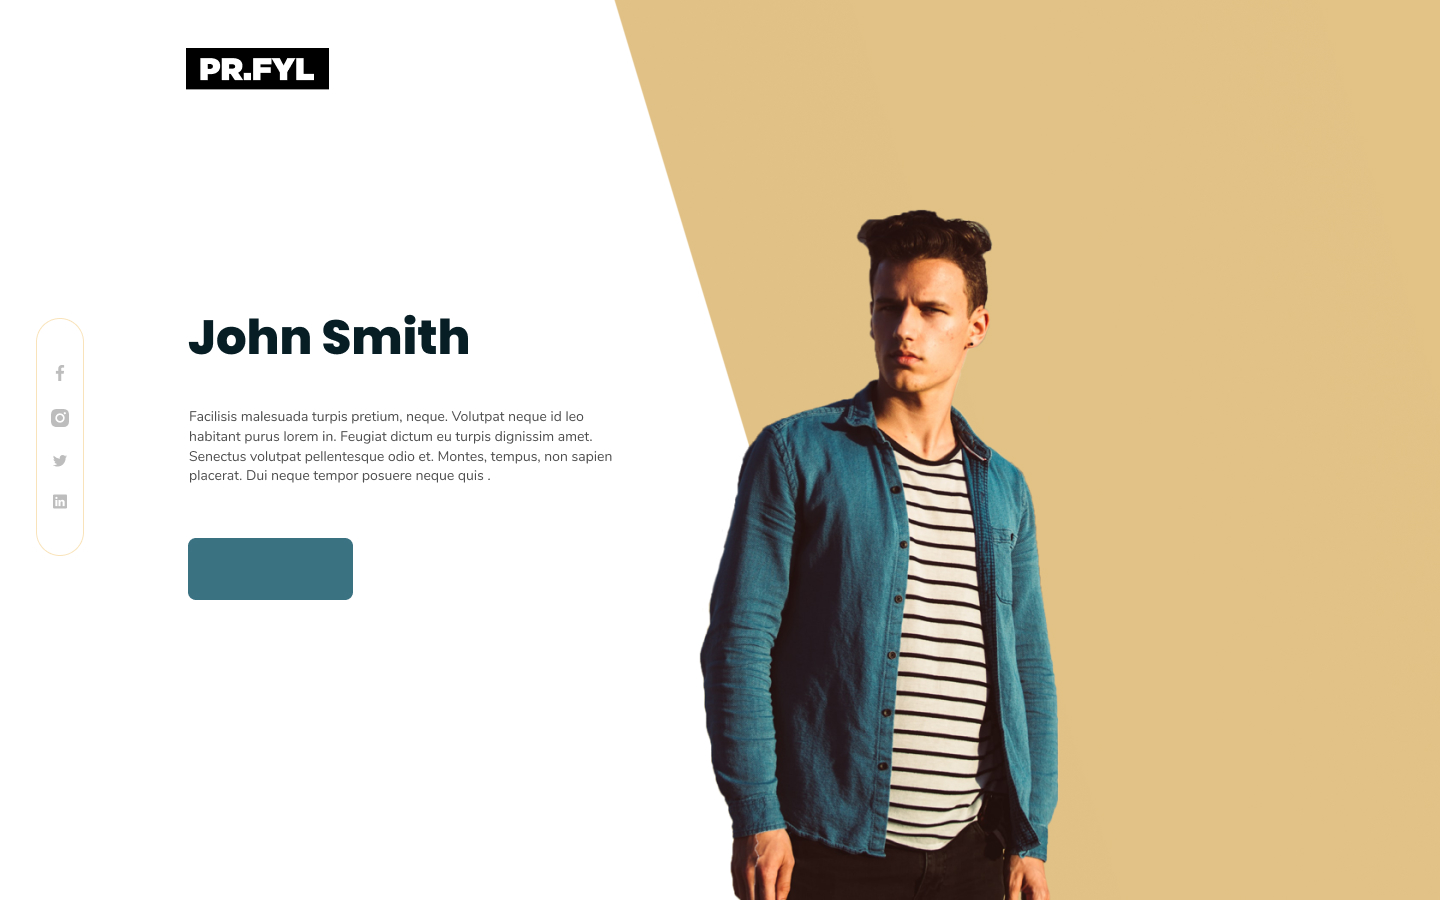 PR.FYL
John Smith
Facilisis malesuada turpis pretium, neque. Volutpat neque id leo
habitant purus lorem in. Feugiat dictum eu turpis dignissim amet.
Senectus volutpat pellentesque odio et. Montes, tempus, non sapien
placerat. Dui neque tempor posuere neque quis .